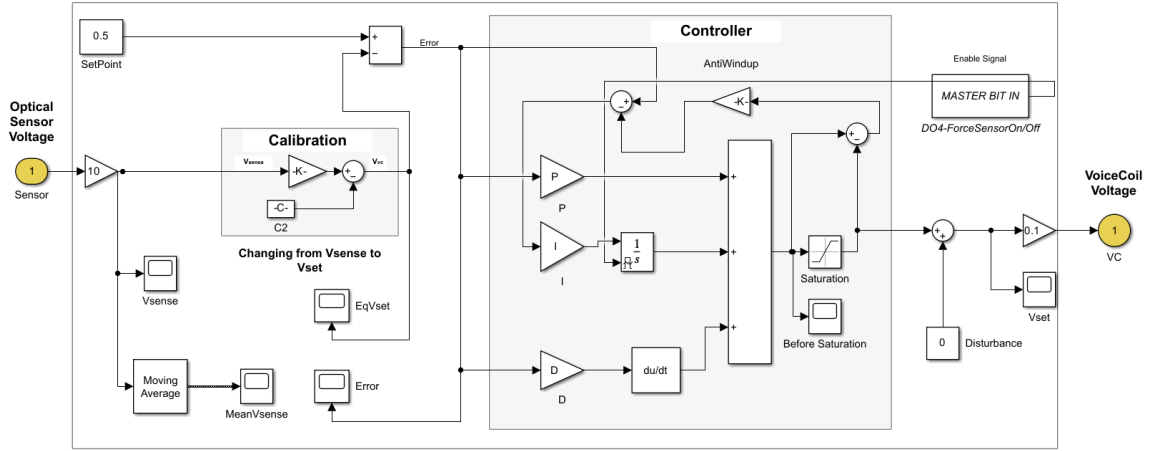 Controller
0.5
SetPoint
+
−
Error
AntiWindup
Enable Signal
MASTER BIT IN
DO4-ForceSensorOn/Off
−
+
-K-
+
−
Optical
Sensor
Voltage
1
Sensor
10
Calibration
Vsense
-K-
+
−
Vvc
-C-
C2
Changing from Vsense to
Vset
P
P
+
I
I
1
s
+
Saturation
Before Saturation
+
+
0.1
VoiceCoil
Voltage
1
VC
Vset
0
Disturbance
Vsense
EqVset
Moving
Average
MeanVsense
Error
D
D
du/dt
+